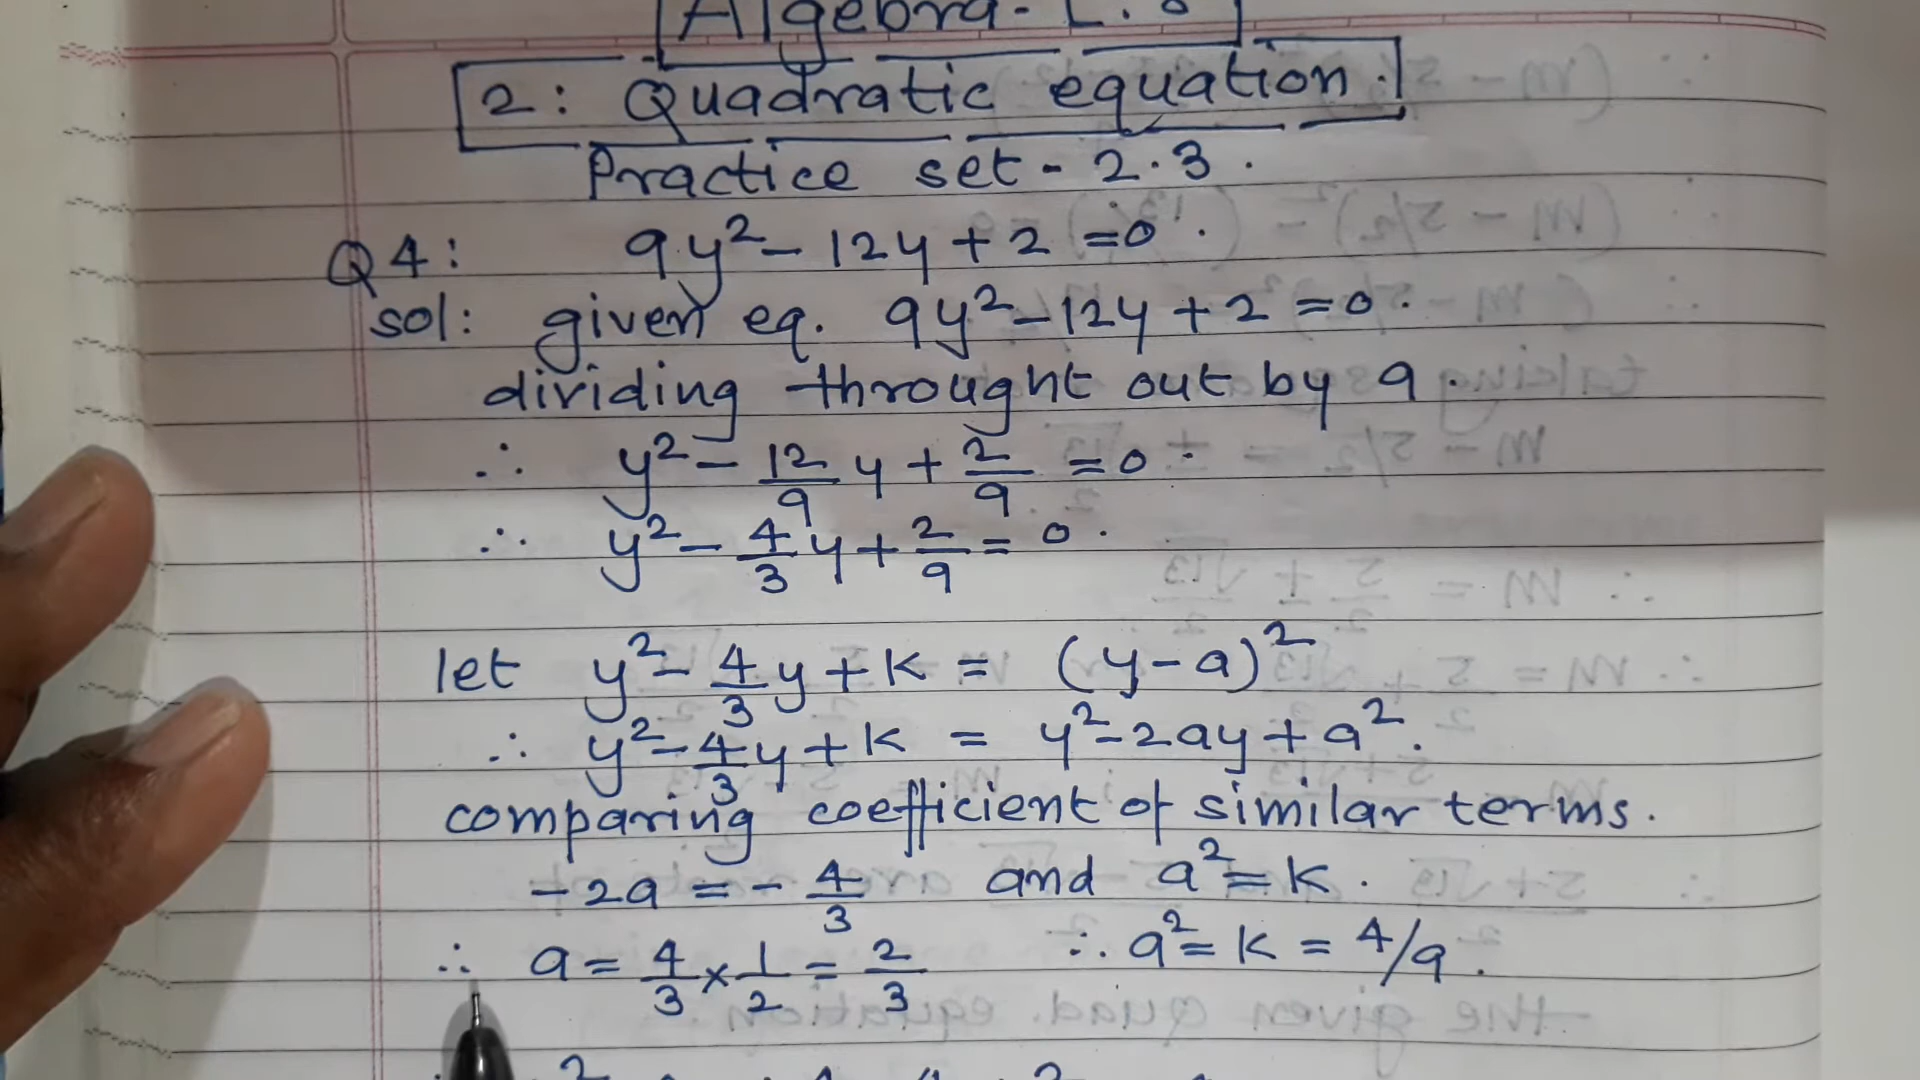 Algebra-
2: Quadratic equation.
Practice set - 2.3.
Q4: 9y² - 12y + 2 = 0.
sol: given eq. 9y² - 12y + 2 = 0.
dividing throught out by 9.
∴ y² - 12/9 y + 2/9 = 0.
∴ y² - 4/3 y + 2/9 = 0.
let y² - 4/3 y + k = (y - a)²
∴ y² - 4/3 y + k = y² - 2ay + a².
comparing coefficient of similar terms.
-2a = - 4/3 and a² = k.
∴ a = 4/3 × 1/2 = 2/3 ∴ a² = k = 4/9.